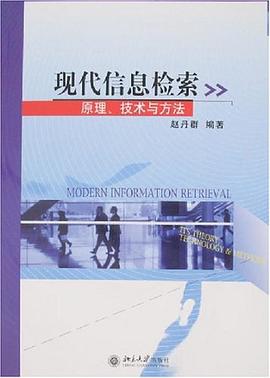 现代信息检索>>
原理、技术与方法
赵丹群 编著
MODERN INFORMATION RETRIEVAL
ITS THEORY,
TECHNOLOGY & METHODS
北京大学出版社